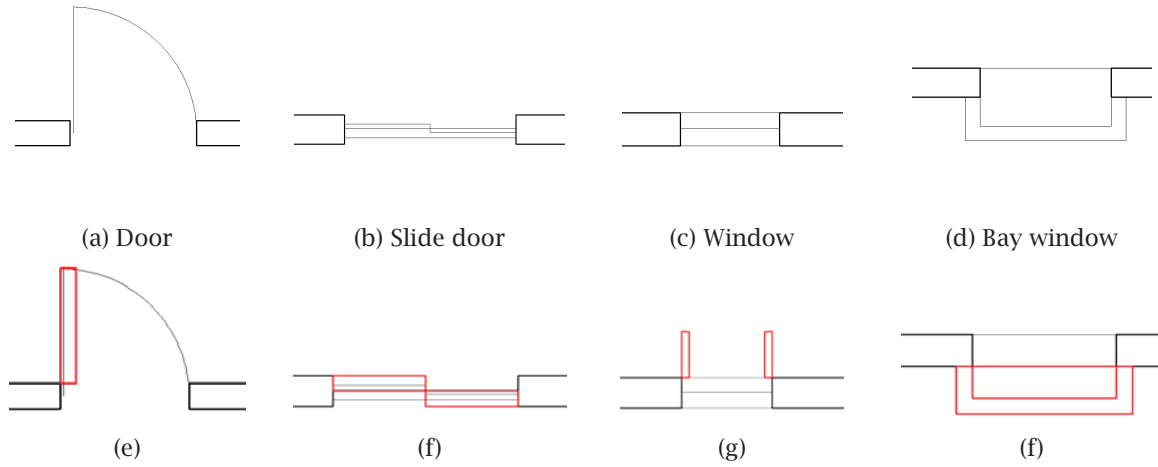 (a) Door
(b) Slide door
(c) Window
(d) Bay window
(e)
(f)
(g)
(f)